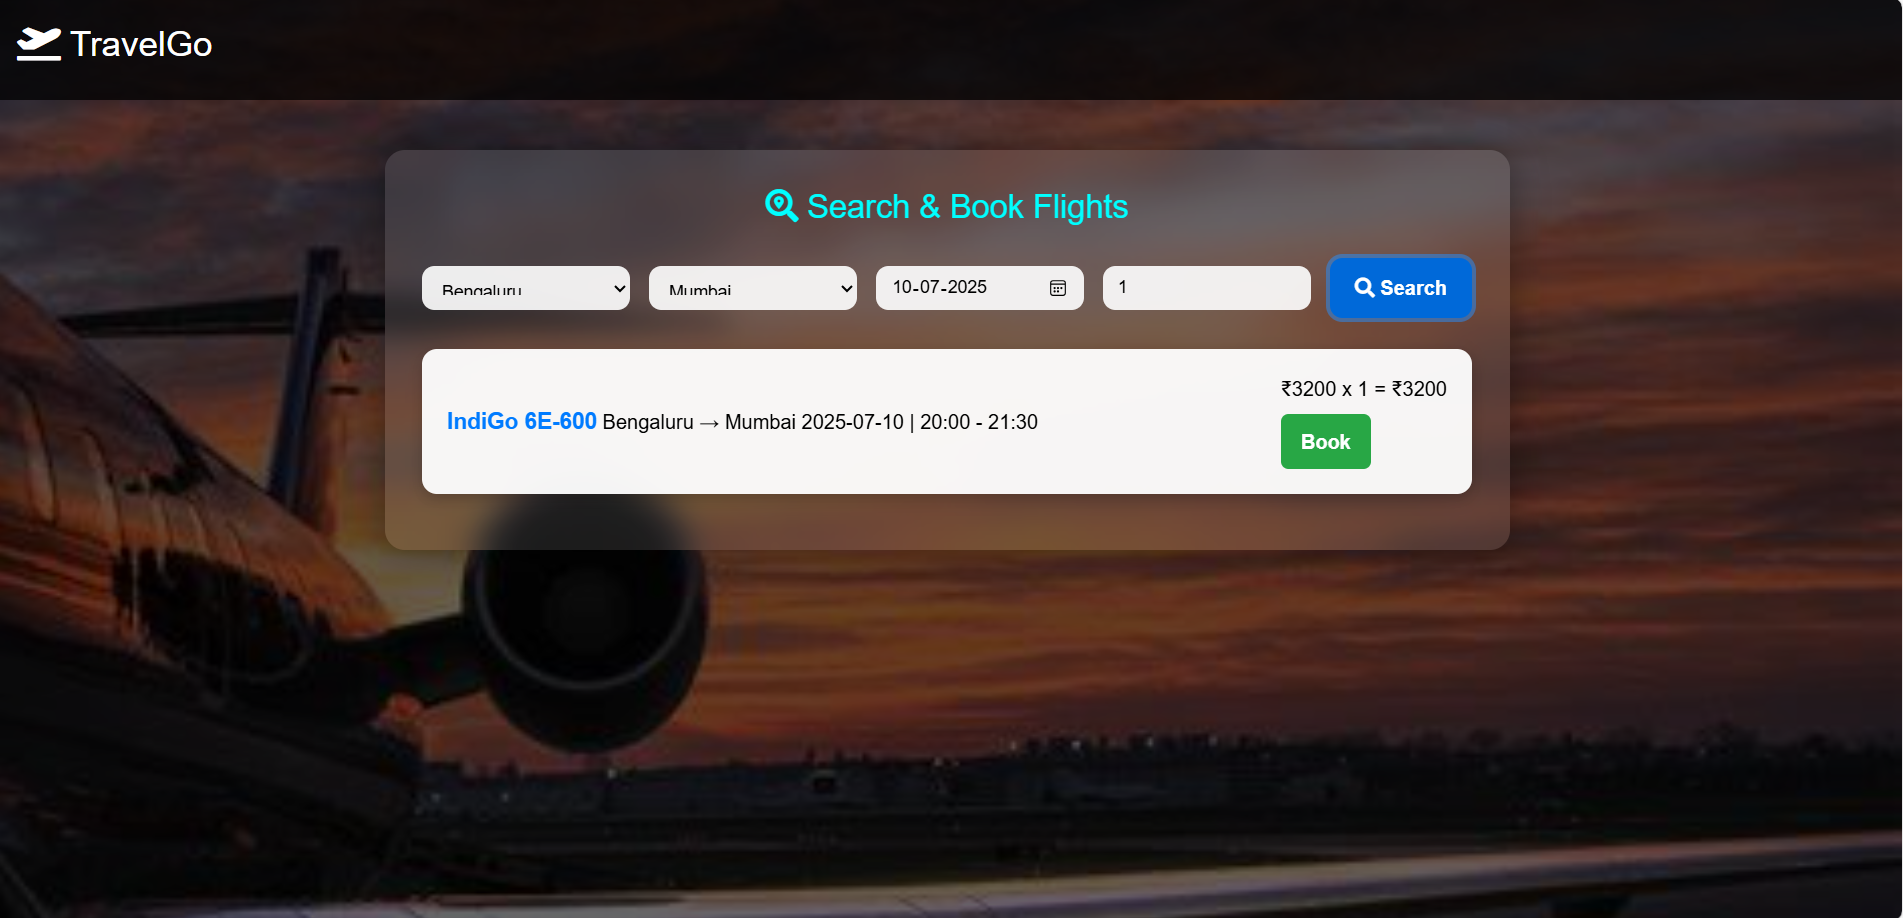 TravelGo
Search & Book Flights
Bengaluru
Mumbai
10-07-2025
1
Search
IndiGo 6E-600 Bengaluru → Mumbai 2025-07-10 | 20:00 - 21:30
₹3200 x 1 = ₹3200
Book